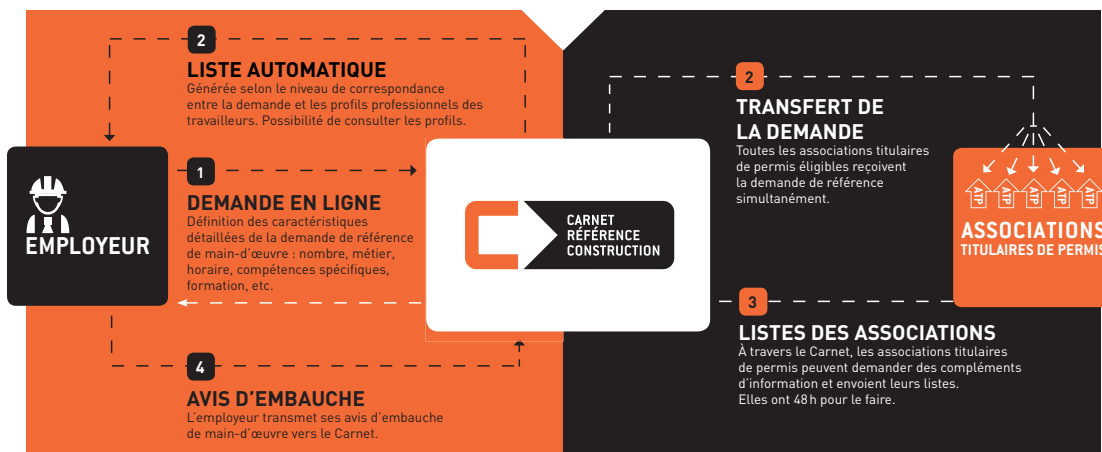 2
LISTE AUTOMATIQUE
Générée selon le niveau de correspondance
entre la demande et les profils professionnels des
travailleurs. Possibilité de consulter les profils.
1
DEMANDE EN LIGNE
Définition des caractéristiques
détaillées de la demande de référence
de main-d’œuvre : nombre, métier,
horaire, compétences spécifiques,
formation, etc.
EMPLOYEUR
4
AVIS D’EMBAUCHE
L’employeur transmet ses avis d’embauche
de main-d’œuvre vers le Carnet.
CARNET
RÉFÉRENCE
CONSTRUCTION
2
TRANSFERT DE
LA DEMANDE
Toutes les associations titulaires
de permis éligibles reçoivent
la demande de référence
simultanément.
ATP
ATP
ATP
ATP
ATP
ASSOCIATIONS
TITULAIRES DE PERMIS
3
LISTES DES ASSOCIATIONS
À travers le Carnet, les associations titulaires
de permis peuvent demander des compléments
d’information et envoient leurs listes.
Elles ont 48 h pour le faire.